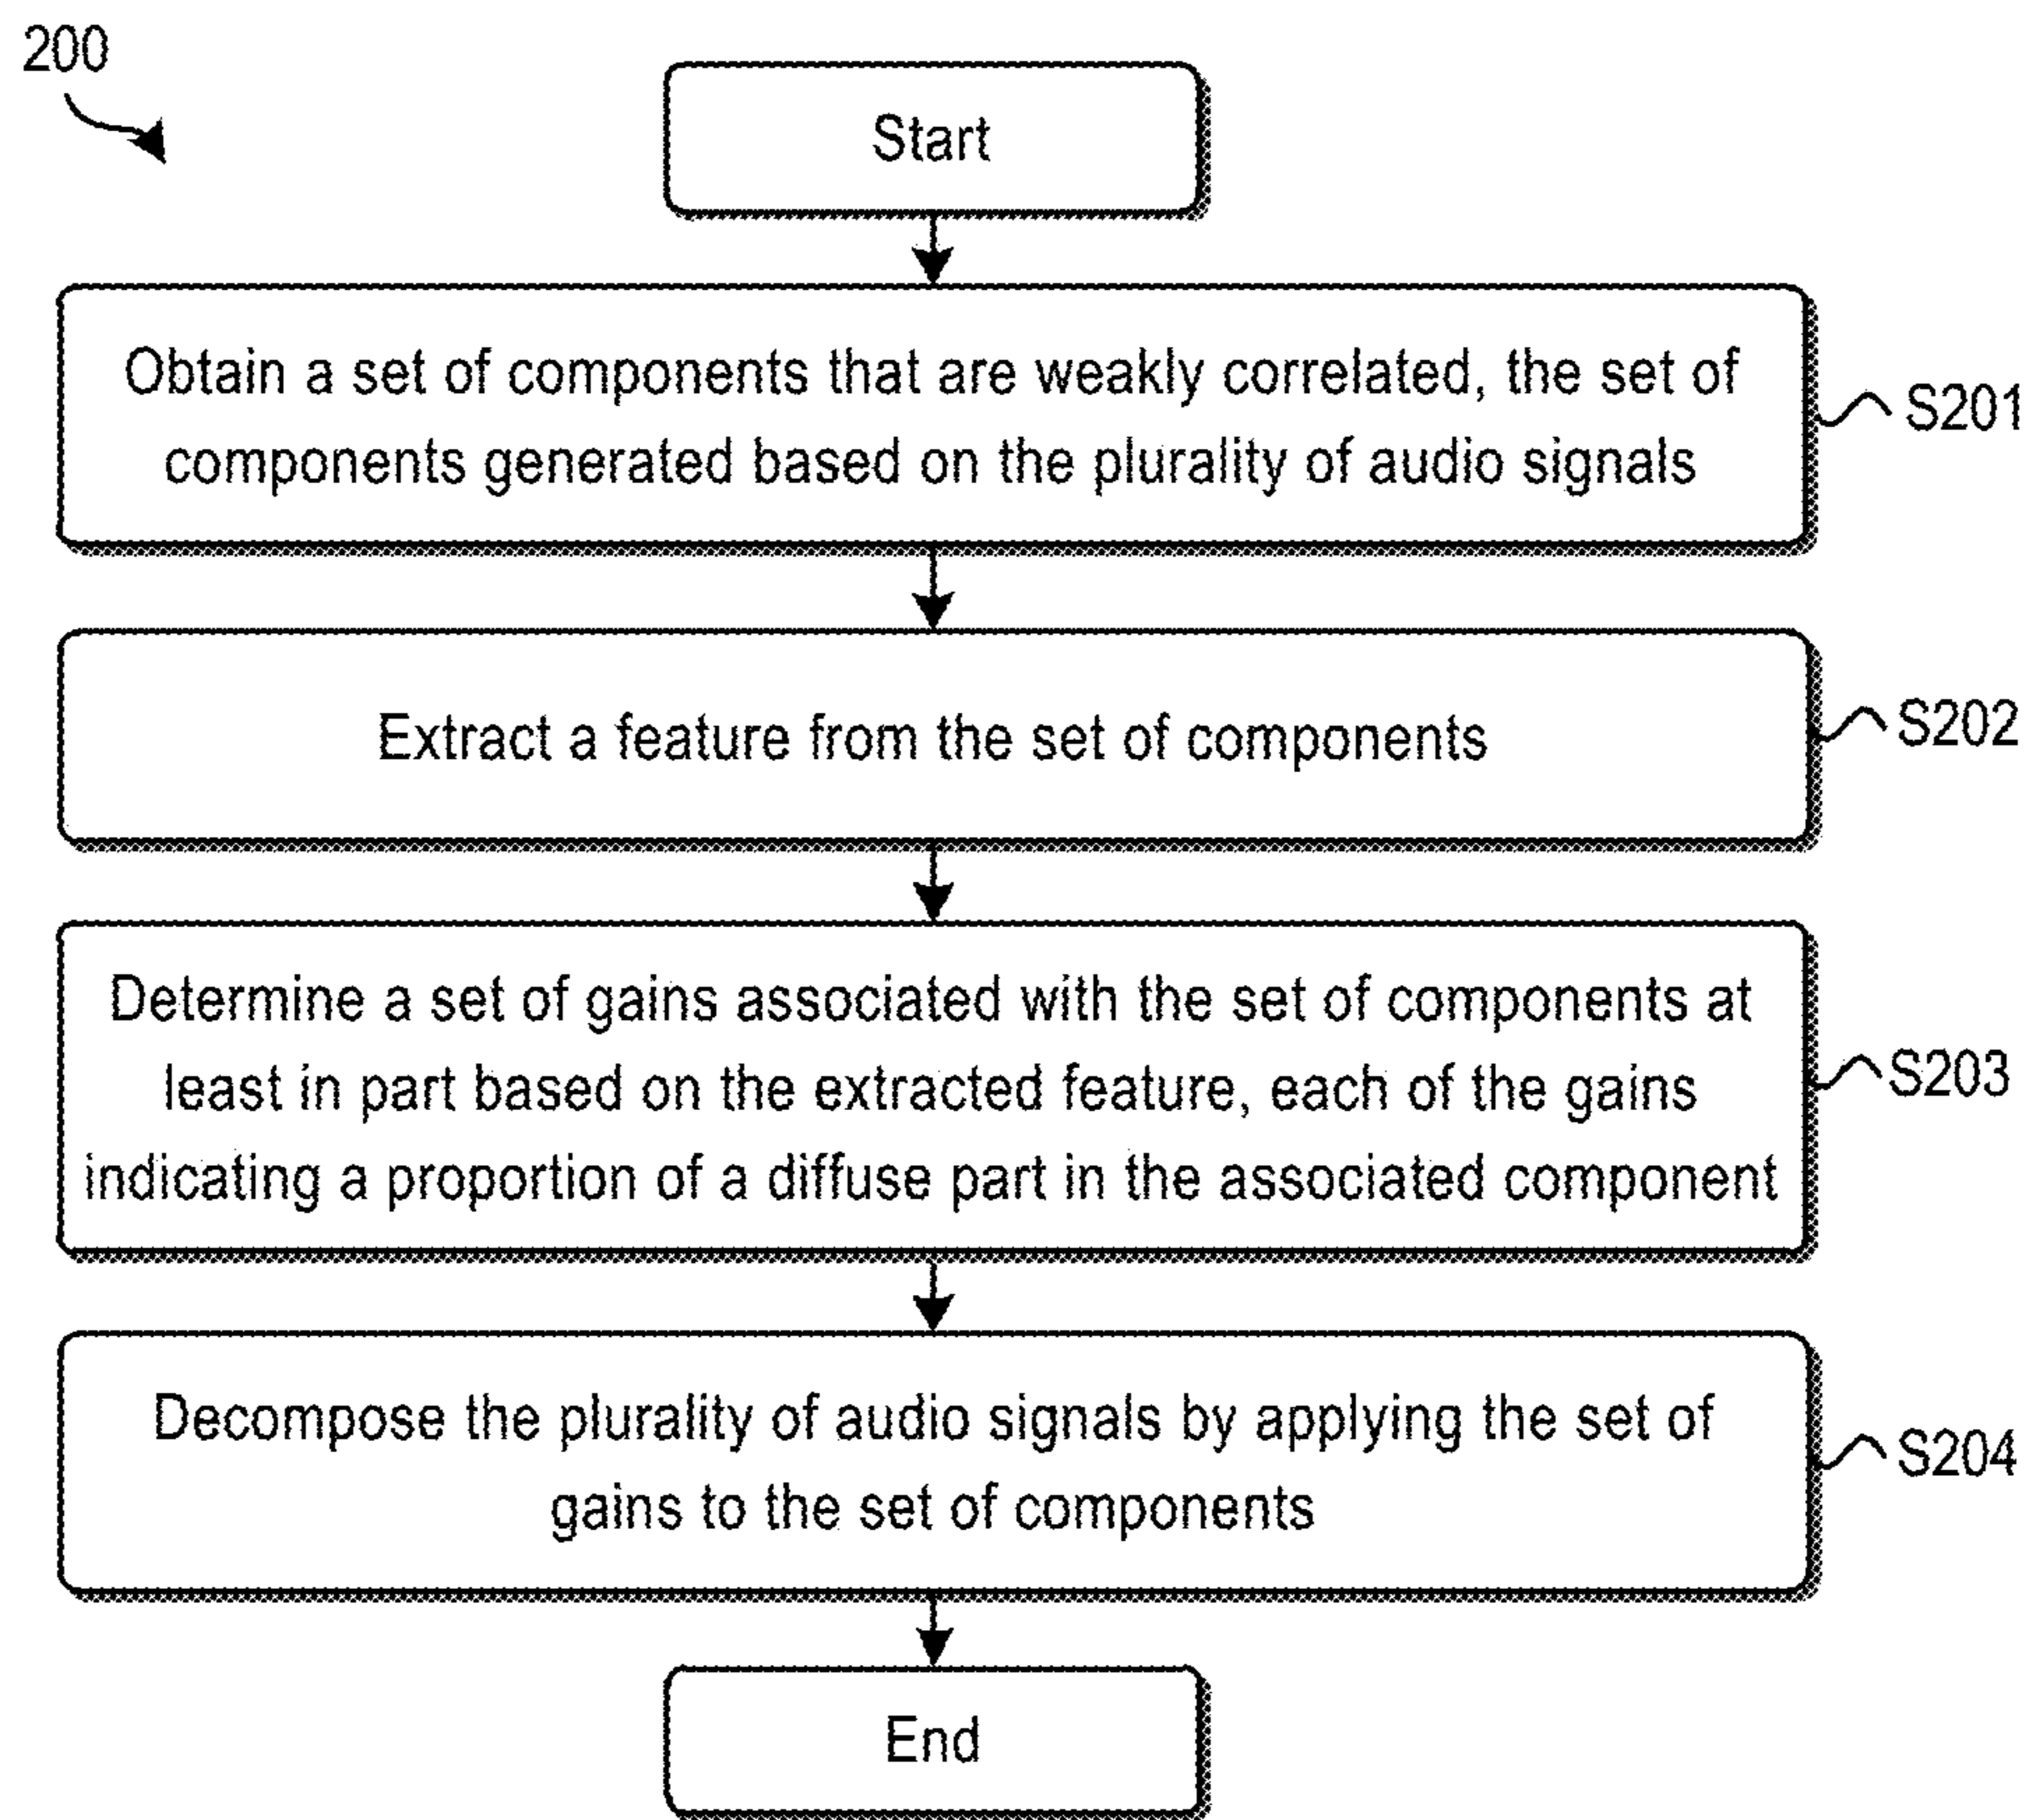 200
Start
Obtain a set of components that are weakly correlated, the set of
components generated based on the plurality of audio signals
S201
Extract a feature from the set of components
S202
Determine a set of gains associated with the set of components at
least in part based on the extracted feature, each of the gains
indicating a proportion of a diffuse part in the associated component
S203
Decompose the plurality of audio signals by applying the set of
gains to the set of components
S204
End